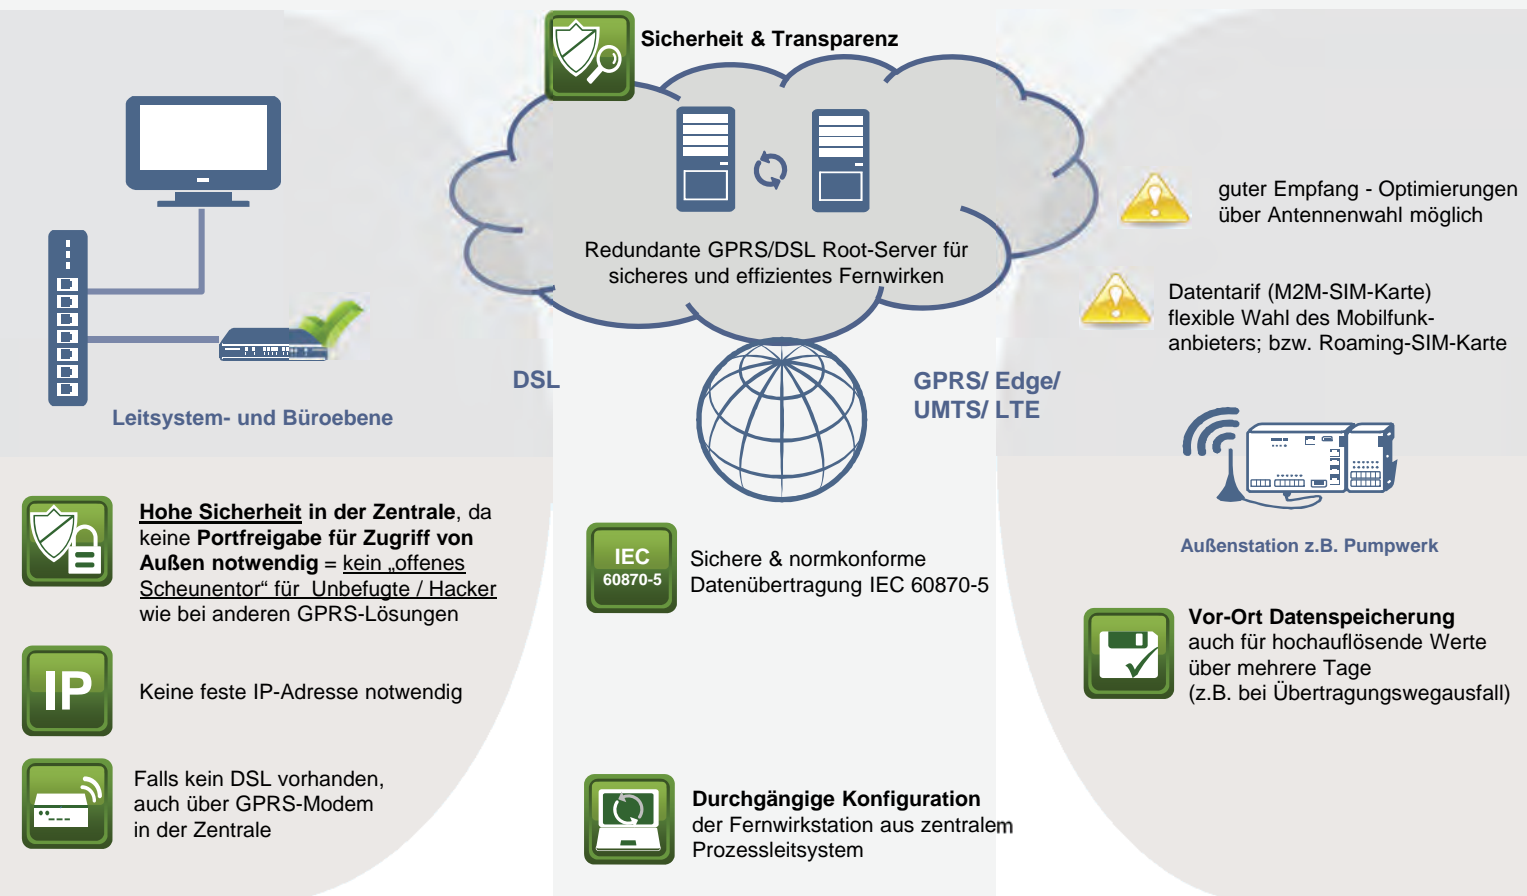 Sicherheit & Transparenz
Redundante GPRS/DSL Root-Server für
sicheres und effizientes Fernwirken
guter Empfang - Optimierungen
über Antennenwahl möglich
Datentarif (M2M-SIM-Karte)
flexible Wahl des Mobilfunk-
anbieters; bzw. Roaming-SIM-Karte
DSL
GPRS/ Edge/
UMTS/ LTE
Leitsystem- und Büroebene
Außenstation z.B. Pumpwerk
Hohe Sicherheit in der Zentrale, da
keine Portfreigabe für Zugriff von
Außen notwendig = kein „offenes
Scheunentor“ für Unbefugte / Hacker
wie bei anderen GPRS-Lösungen
IP
Keine feste IP-Adresse notwendig
Falls kein DSL vorhanden,
auch über GPRS-Modem
in der Zentrale
IEC
60870-5
Sichere & normkonforme
Datenübertragung IEC 60870-5
Durchgängige Konfiguration
der Fernwirkstation aus zentralem
Prozessleitsystem
Vor-Ort Datenspeicherung
auch für hochauflösende Werte
über mehrere Tage
(z.B. bei Übertragungswegausfall)